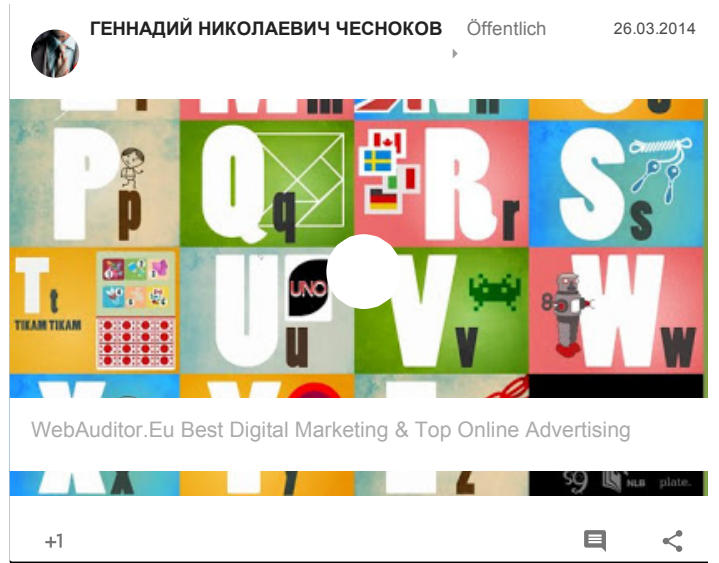 ГЕННАДИЙ НИКОЛАЕВИЧ ЧЕСНОКОВ Öffentlich 26.03.2014
m n
P p Q q R r S s
T t U UNO u V v W w
TIKAM TIKAM
WebAuditor.Eu Best Digital Marketing & Top Online Advertising
X x Y y z
sg NLB plate.
+1